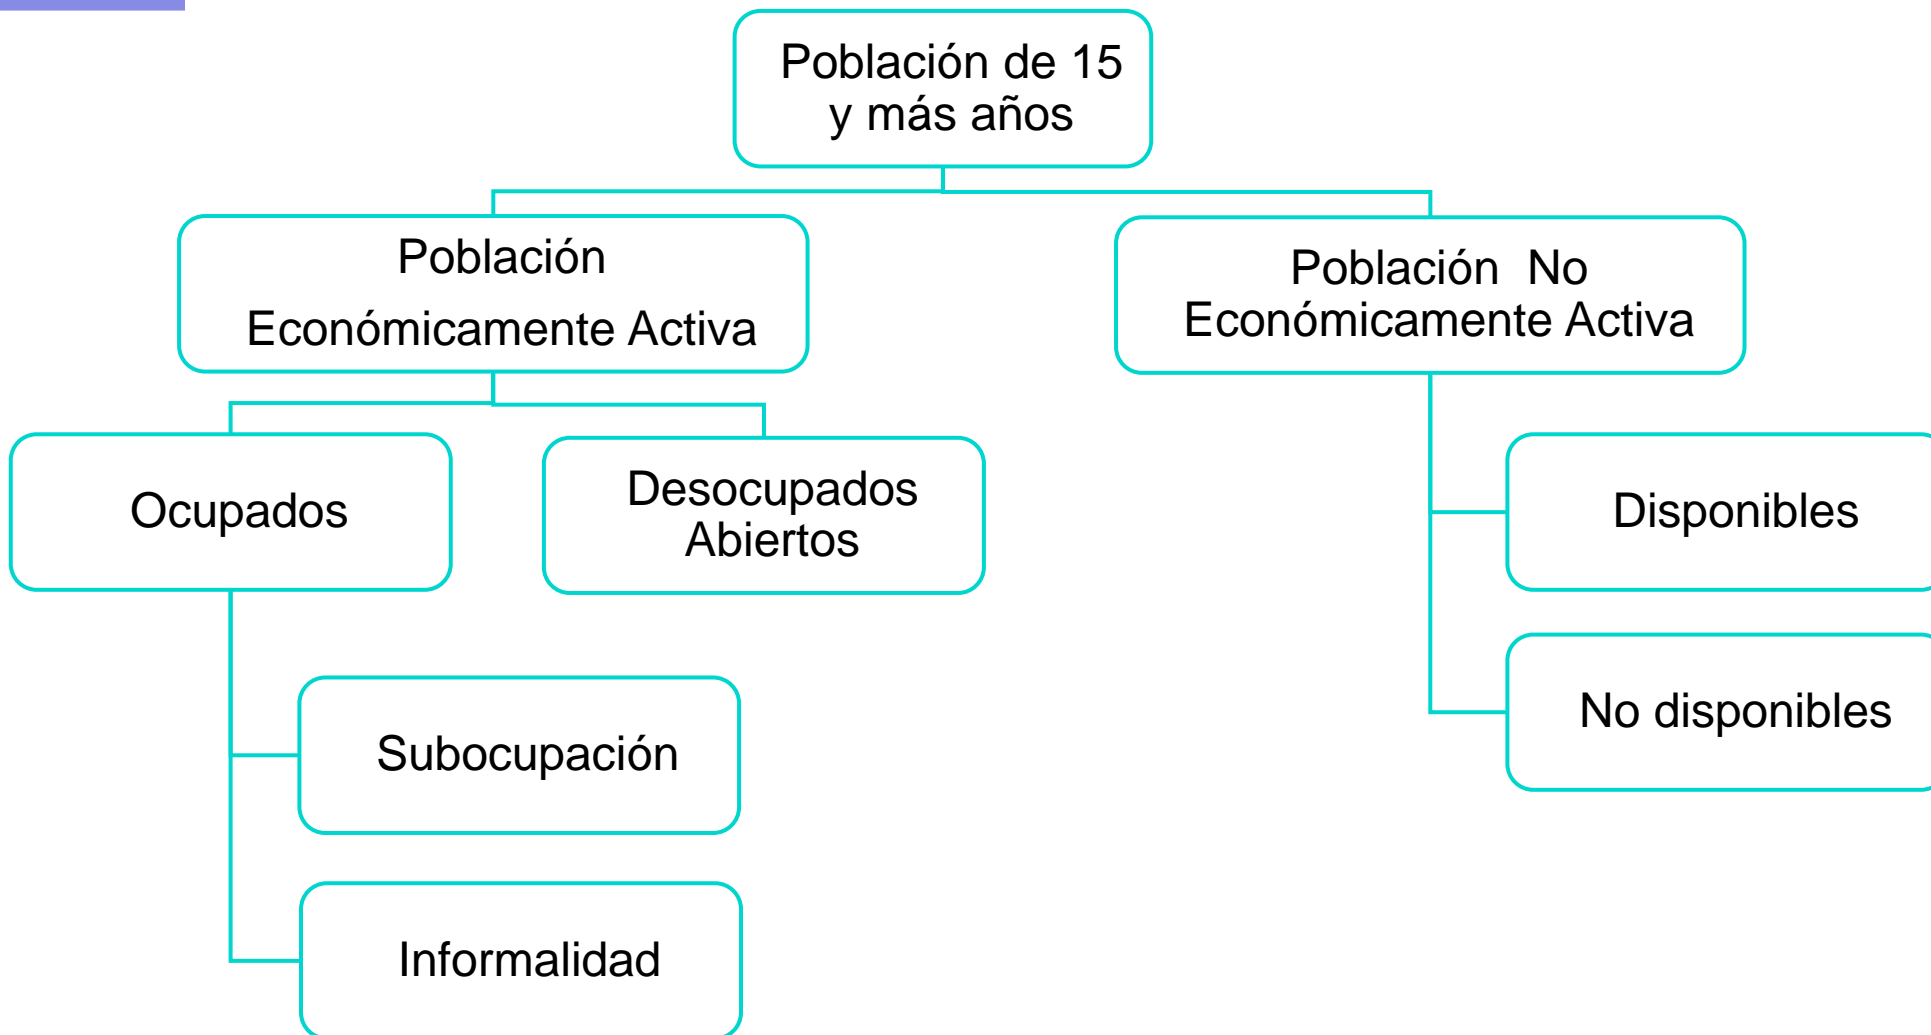 Población de 15
y más años
Población
Económicamente Activa
Población  No
Económicamente Activa
Ocupados
Desocupados
Abiertos
Disponibles
No disponibles
Subocupación
Informalidad